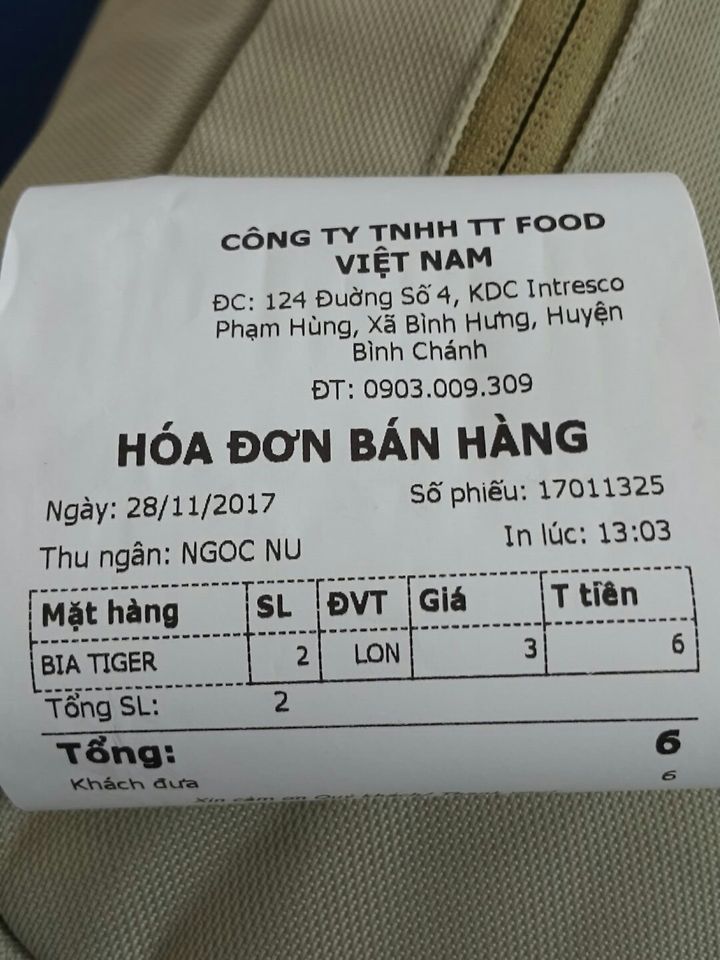 CÔNG TY TNHH TT FOOD
VIỆT NAM
ĐC: 124 Đuờng Số 4, KDC Intresco
Phạm Hùng, Xã Bình Hưng, Huyện
Bình Chánh
ĐT: 0903.009.309
HÓA ĐƠN BÁN HÀNG
Ngày: 28/11/2017 Số phiếu: 17011325
Thu ngân: NGOC NU In lúc: 13:03
Mặt hàng SL ĐVT Giá T tiền
BIA TIGER 2 LON 3 6
Tổng SL: 2
Tổng: 6
Khách đưa 6